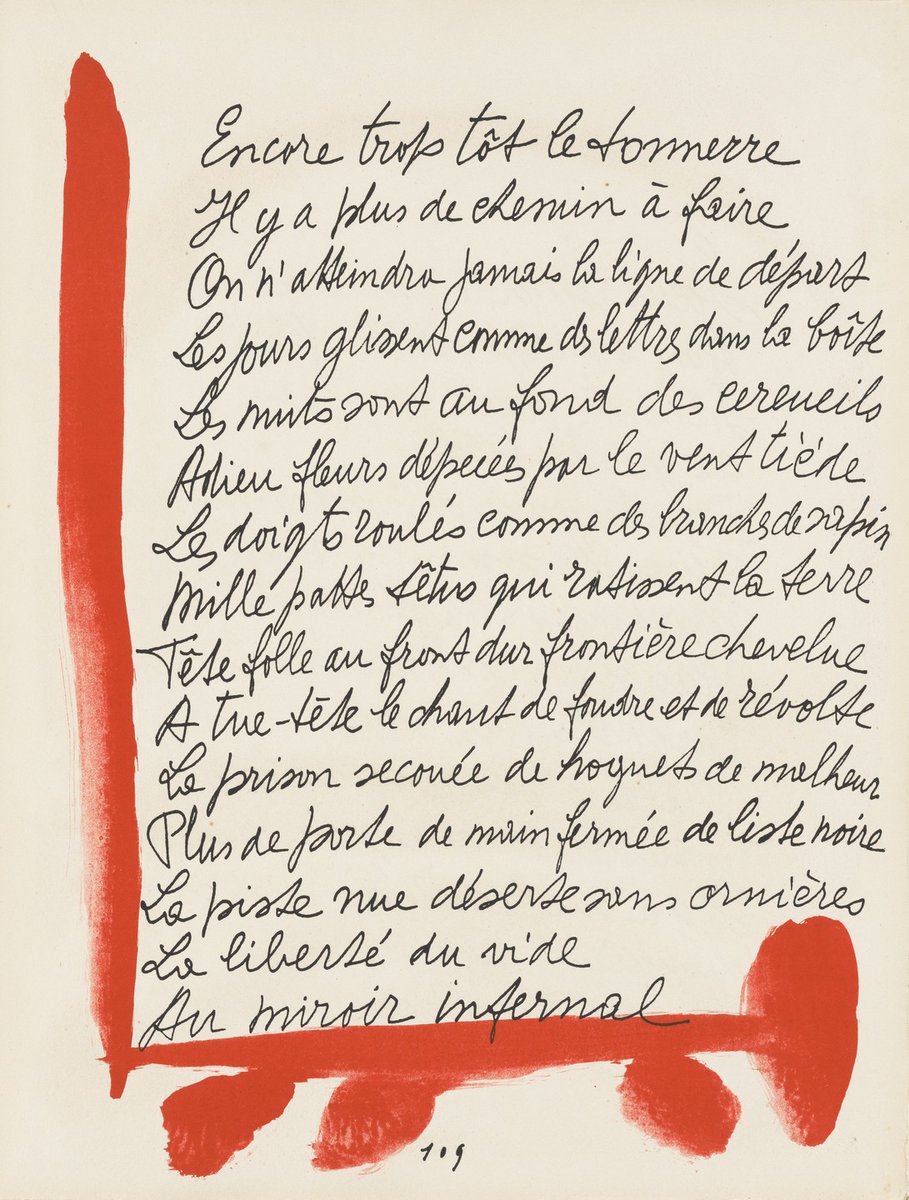 Encore trop tôt le tonnerre
Il y a plus de chemin à faire
On n'atteindra jamais la ligne de départ
Les jours glissent comme des lettres dans la boîte
Les nuits sont au fond des cercueils
Adieu fleurs dépecées par le vent tiède
Les doigts roulés comme des branches de sapin
Mille pattes têtus qui ratissent la terre
Tête folle au front dur frontière chevelue
A tue-tête le chant de foudre et de révolte
La prison secouée de hoquets de malheur
Plus de porte de main fermée de liste noire
La piste nue déserte sans ornières
La liberté du vide
Au miroir infernal
109